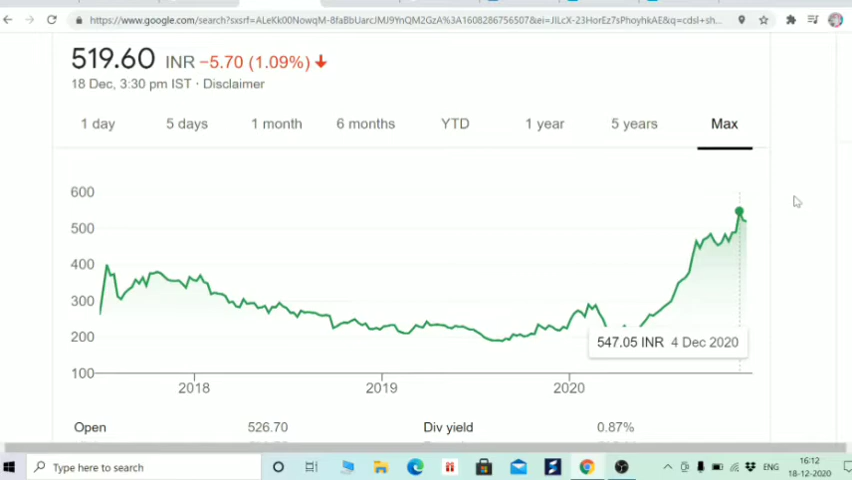 https://www.google.com/search?sxsrf=ALeKk00NowqM-8faBbUarcJMJ9YnQM2GzA%3A1608286756507&ei=JILcX-23HorEz7sPhoyhkAE&q=cdsl+sh...
519.60 INR −5.70 (1.09%)
18 Dec, 3:30 pm IST · Disclaimer
1 day 5 days 1 month 6 months YTD 1 year 5 years Max
600
500
400
300
200
100
547.05 INR 4 Dec 2020
2018 2019 2020
Open 526.70 Div yield 0.87%
Type here to search
ENG
16:12
18-12-2020